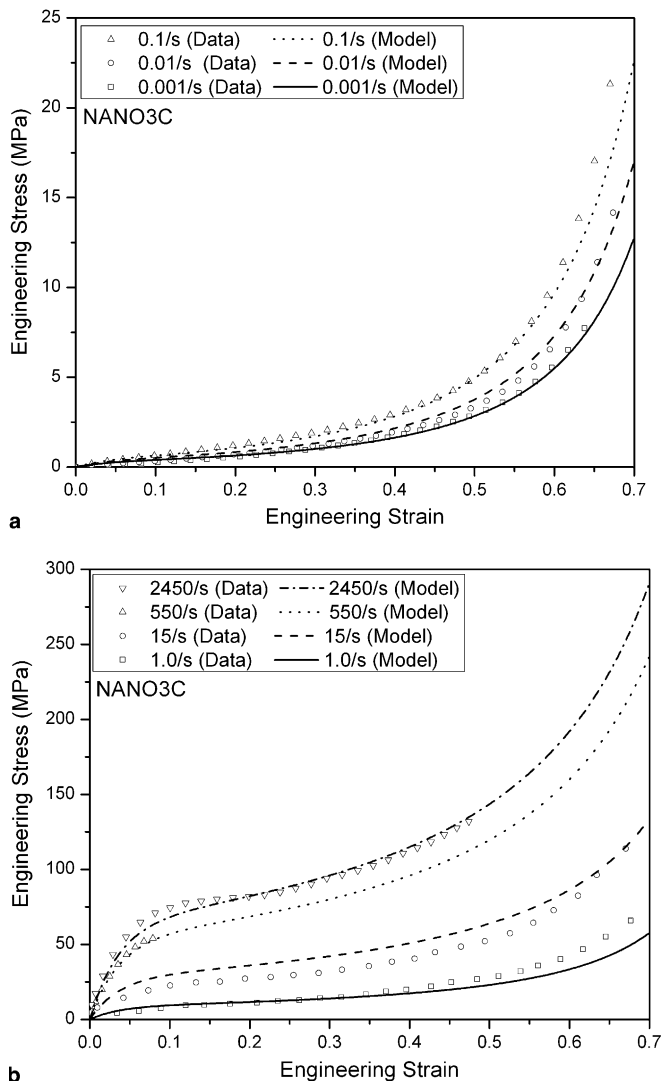 25
20
15
10
5
0
Engineering Stress (MPa)
0.1/s (Data) 0.1/s (Model)
0.01/s (Data) 0.01/s (Model)
0.001/s (Data) 0.001/s (Model)
NANO3C
0.0 0.1 0.2 0.3 0.4 0.5 0.6 0.7
Engineering Strain
a
300
250
200
150
100
50
0
Engineering Stress (MPa)
2450/s (Data) 2450/s (Model)
550/s (Data) 550/s (Model)
15/s (Data) 15/s (Model)
1.0/s (Data) 1.0/s (Model)
NANO3C
0.0 0.1 0.2 0.3 0.4 0.5 0.6 0.7
Engineering Strain
b